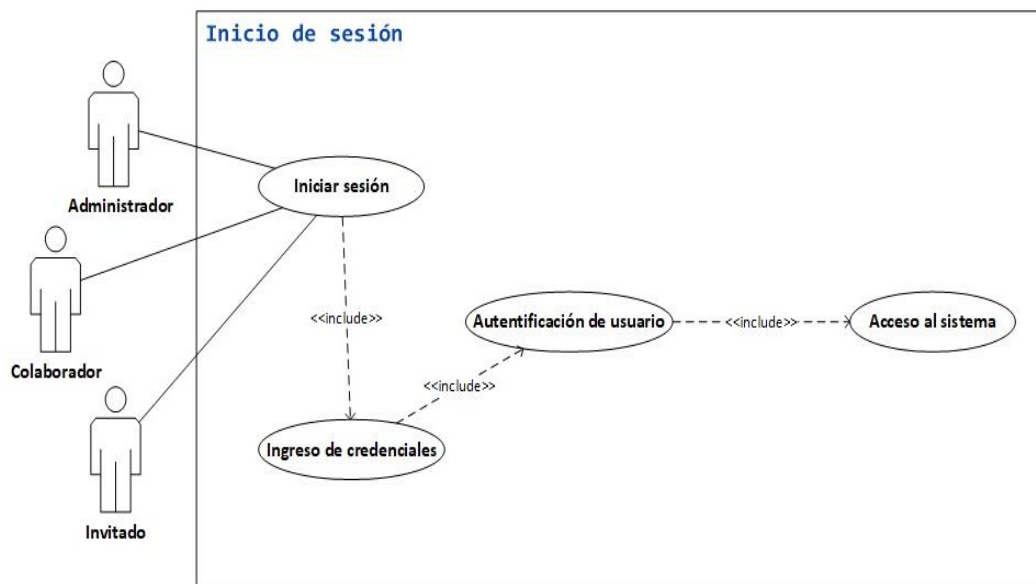 Inicio de sesión
Administrador
Iniciar sesión
Colaborador
<<include>>
Autentificación de usuario
<<include>>
Acceso al sistema
<<include>>
Ingreso de credenciales
Invitado